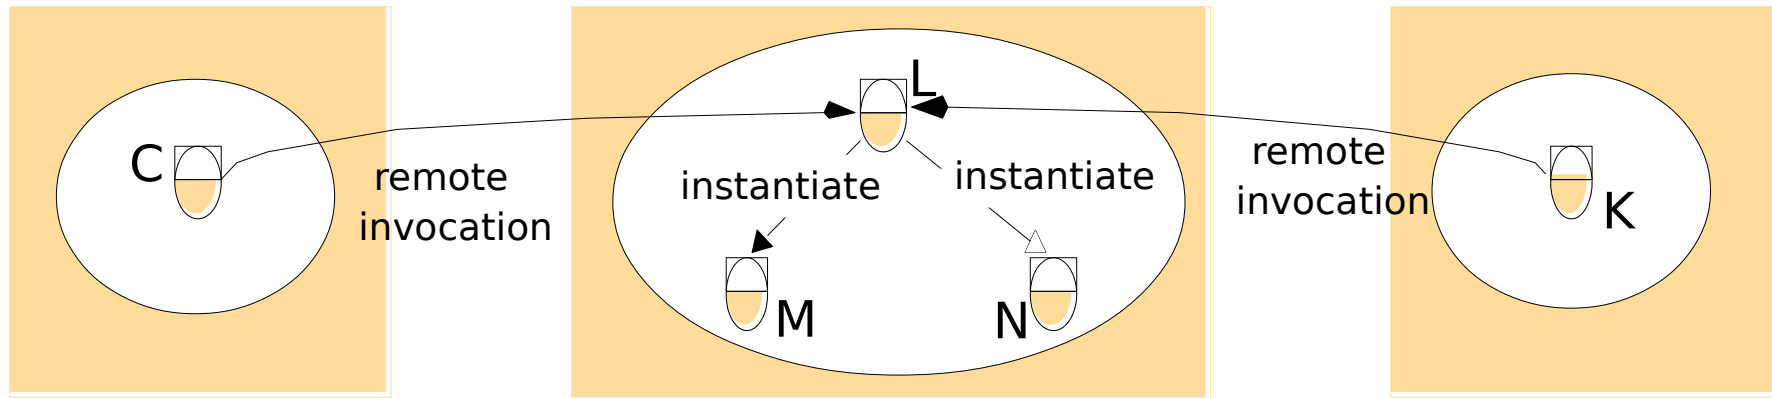 C
remote
invocation
L
instantiate
instantiate
M
N
remote
invocation
K